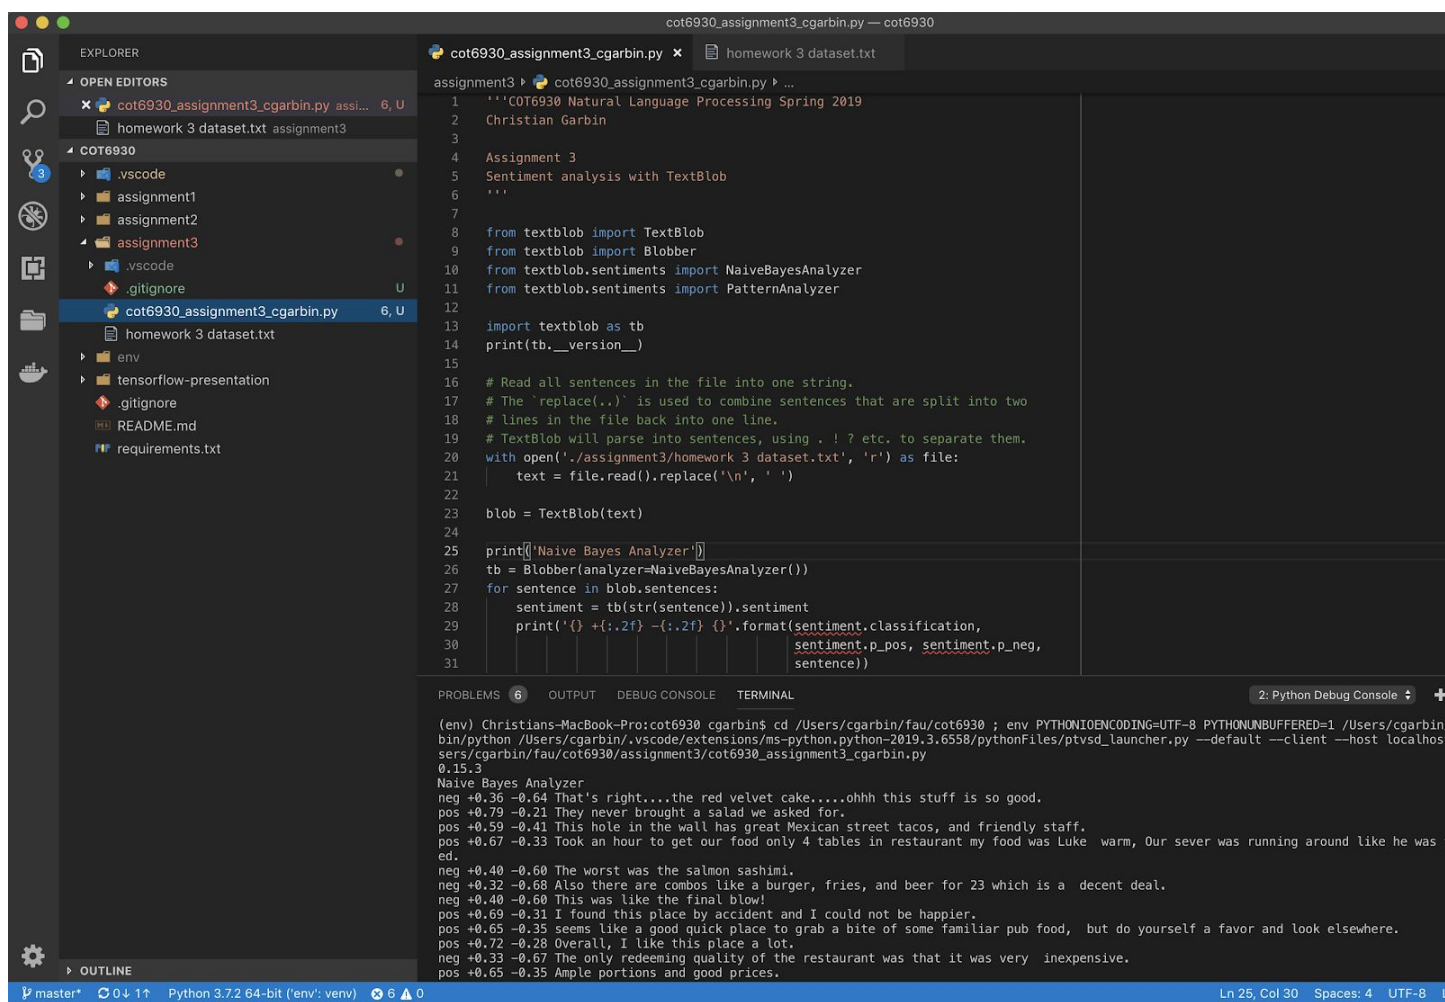 cot6930_assignment3_cgarbin.py — cot6930
EXPLORER
OPEN EDITORS
cot6930_assignment3_cgarbin.py assi... 6, U
homework 3 dataset.txt assignment3
COT6930
.vscode
assignment1
assignment2
assignment3
.vscode
.gitignore U
cot6930_assignment3_cgarbin.py 6, U
homework 3 dataset.txt
env
tensorflow-presentation
.gitignore
README.md
requirements.txt
OUTLINE
3
cot6930_assignment3_cgarbin.py homework 3 dataset.txt
assignment3 cot6930_assignment3_cgarbin.py ...
1 '''COT6930 Natural Language Processing Spring 2019
2 Christian Garbin
3
4 Assignment 3
5 Sentiment analysis with TextBlob
6 '''
7
8 from textblob import TextBlob
9 from textblob import Blobber
10 from textblob.sentiments import NaiveBayesAnalyzer
11 from textblob.sentiments import PatternAnalyzer
12
13 import textblob as tb
14 print(tb.__version__)
15
16 # Read all sentences in the file into one string.
17 # The `replace(..)` is used to combine sentences that are split into two
18 # lines in the file back into one line.
19 # TextBlob will parse into sentences, using . ! ? etc. to separate them.
20 with open('./assignment3/homework 3 dataset.txt', 'r') as file:
21 text = file.read().replace('\n', ' ')
22
23 blob = TextBlob(text)
24
25 print('Naive Bayes Analyzer')
26 tb = Blobber(analyzer=NaiveBayesAnalyzer())
27 for sentence in blob.sentences:
28 sentiment = tb(str(sentence)).sentiment
29 print('{} +{:.2f} -{:.2f} {}'.format(sentiment.classification,
30 sentiment.p_pos, sentiment.p_neg,
31 sentence))
PROBLEMS 6 OUTPUT DEBUG CONSOLE TERMINAL 2: Python Debug Console
(env) Christians-MacBook-Pro:cot6930 cgarbin$ cd /Users/cgarbin/fau/cot6930 ; env PYTHONIOENCODING=UTF-8 PYTHONUNBUFFERED=1 /Users/cgarbin
bin/python /Users/cgarbin/.vscode/extensions/ms-python.python-2019.3.6558/pythonFiles/ptvsd_launcher.py --default --client --host localhos
sers/cgarbin/fau/cot6930/assignment3/cot6930_assignment3_cgarbin.py
0.15.3
Naive Bayes Analyzer
neg +0.36 -0.64 That's right....the red velvet cake.....ohhh this stuff is so good.
pos +0.79 -0.21 They never brought a salad we asked for.
pos +0.59 -0.41 This hole in the wall has great Mexican street tacos, and friendly staff.
pos +0.67 -0.33 Took an hour to get our food only 4 tables in restaurant my food was Luke  warm, Our sever was running around like he was
ed.
neg +0.40 -0.60 The worst was the salmon sashimi.
neg +0.32 -0.68 Also there are combos like a burger, fries, and beer for 23 which is a  decent deal.
neg +0.40 -0.60 This was like the final blow!
pos +0.69 -0.31 I found this place by accident and I could not be happier.
pos +0.65 -0.35 seems like a good quick place to grab a bite of some familiar pub food,  but do yourself a favor and look elsewhere.
pos +0.72 -0.28 Overall, I like this place a lot.
neg +0.33 -0.67 The only redeeming quality of the restaurant was that it was very  inexpensive.
pos +0.65 -0.35 Ample portions and good prices.
master* 0↓ 1↑ Python 3.7.2 64-bit ('env': venv) 6 0 Ln 25, Col 30 Spaces: 4 UTF-8